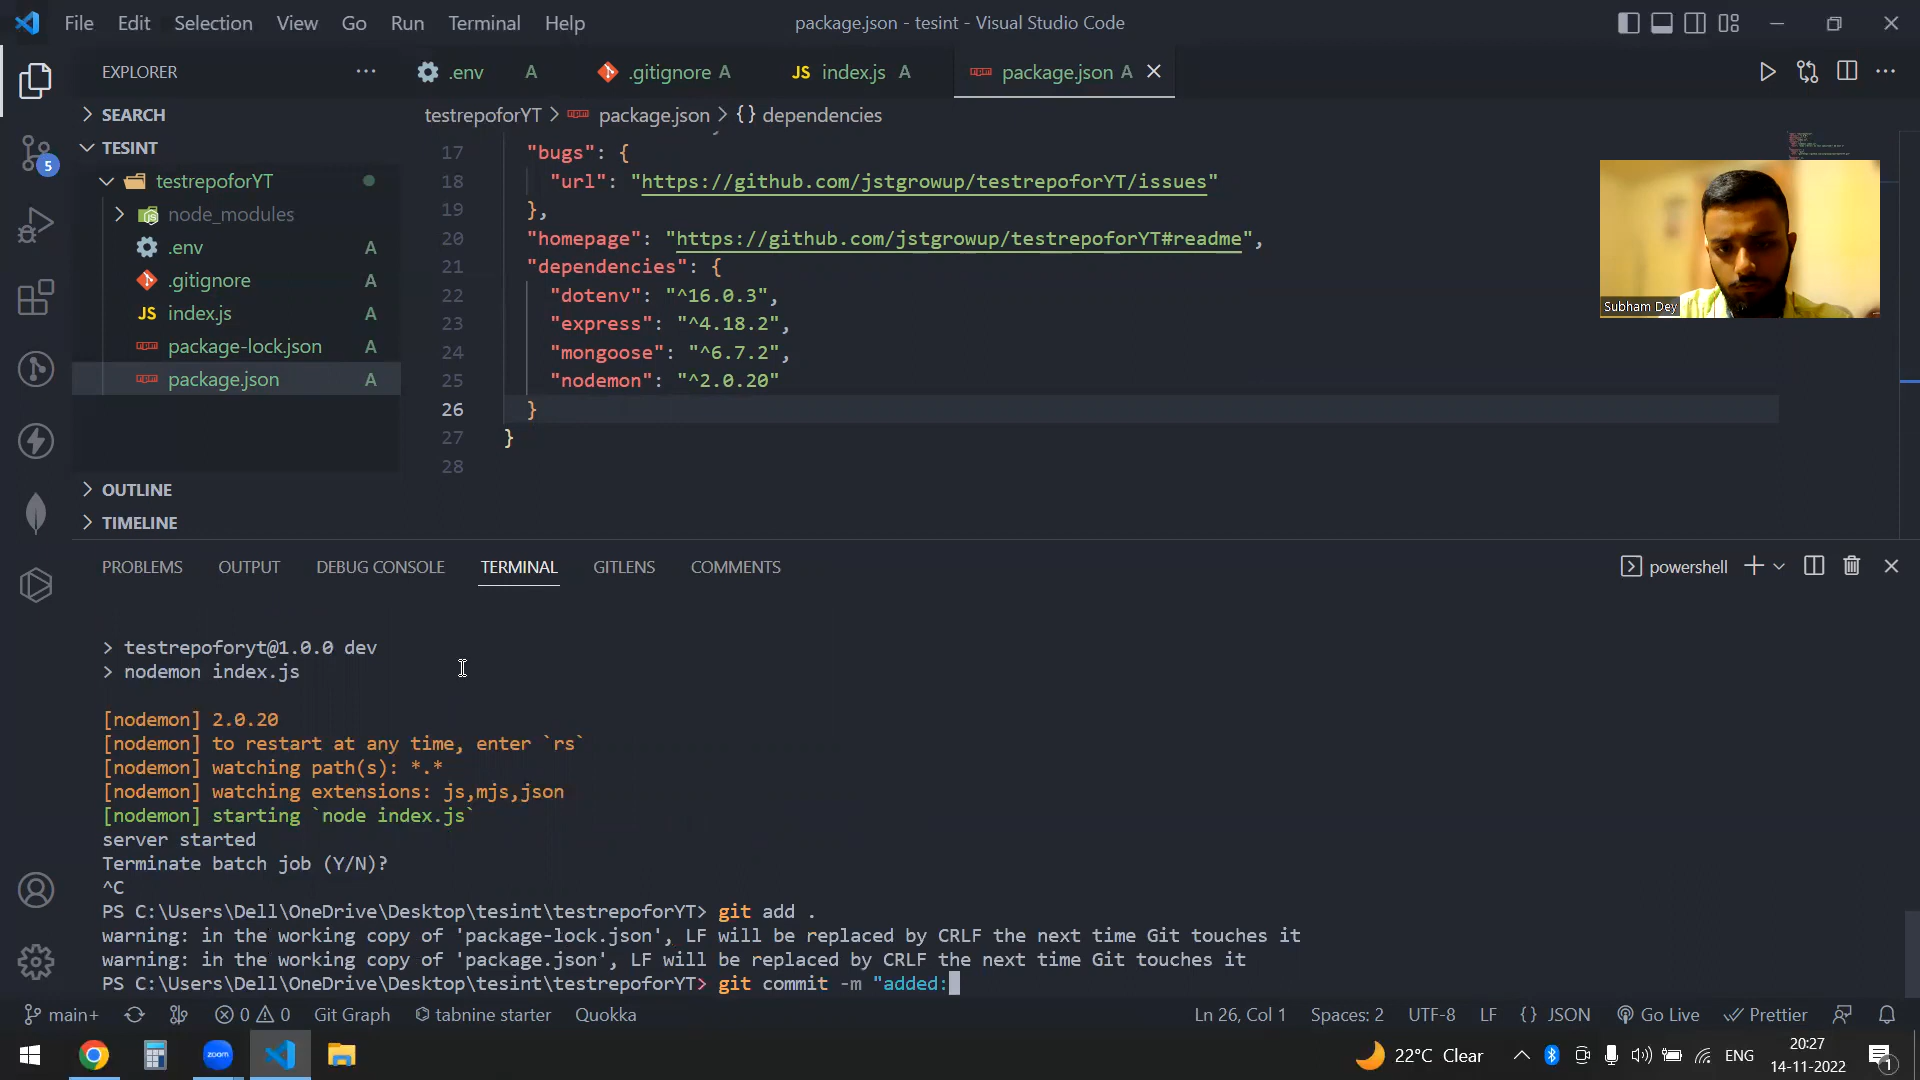 File Edit Selection View Go Run Terminal Help
package.json - tesint - Visual Studio Code
EXPLORER
.env A
.gitignore A
JS index.js A
package.json A
SEARCH
TESINT
testrepoforYT
node_modules
.env A
.gitignore A
JS index.js A
package-lock.json A
package.json A
OUTLINE
TIMELINE
5
testrepoforYT > package.json > {} dependencies
17 "bugs": {
18 "url": "https://github.com/jstgrowup/testrepoforYT/issues"
19 },
20 "homepage": "https://github.com/jstgrowup/testrepoforYT#readme",
21 "dependencies": {
22 "dotenv": "^16.0.3",
23 "express": "^4.18.2",
24 "mongoose": "^6.7.2",
25 "nodemon": "^2.0.20"
26 }
27 }
28
Subham Dey
PROBLEMS OUTPUT DEBUG CONSOLE TERMINAL GITLENS COMMENTS
powershell
> testrepoforyt@1.0.0 dev
> nodemon index.js
[nodemon] 2.0.20
[nodemon] to restart at any time, enter `rs`
[nodemon] watching path(s): *.*
[nodemon] watching extensions: js,mjs,json
[nodemon] starting `node index.js`
server started
Terminate batch job (Y/N)?
^C
PS C:\Users\Dell\OneDrive\Desktop\tesint\testrepoforYT> git add .
warning: in the working copy of 'package-lock.json', LF will be replaced by CRLF the next time Git touches it
warning: in the working copy of 'package.json', LF will be replaced by CRLF the next time Git touches it
PS C:\Users\Dell\OneDrive\Desktop\tesint\testrepoforYT> git commit -m "added:
main+ 0 0 Git Graph tabnine starter Quokka
Ln 26, Col 1 Spaces: 2 UTF-8 LF {} JSON Go Live Prettier
zoom
22°C Clear
ENG
20:27
14-11-2022
1